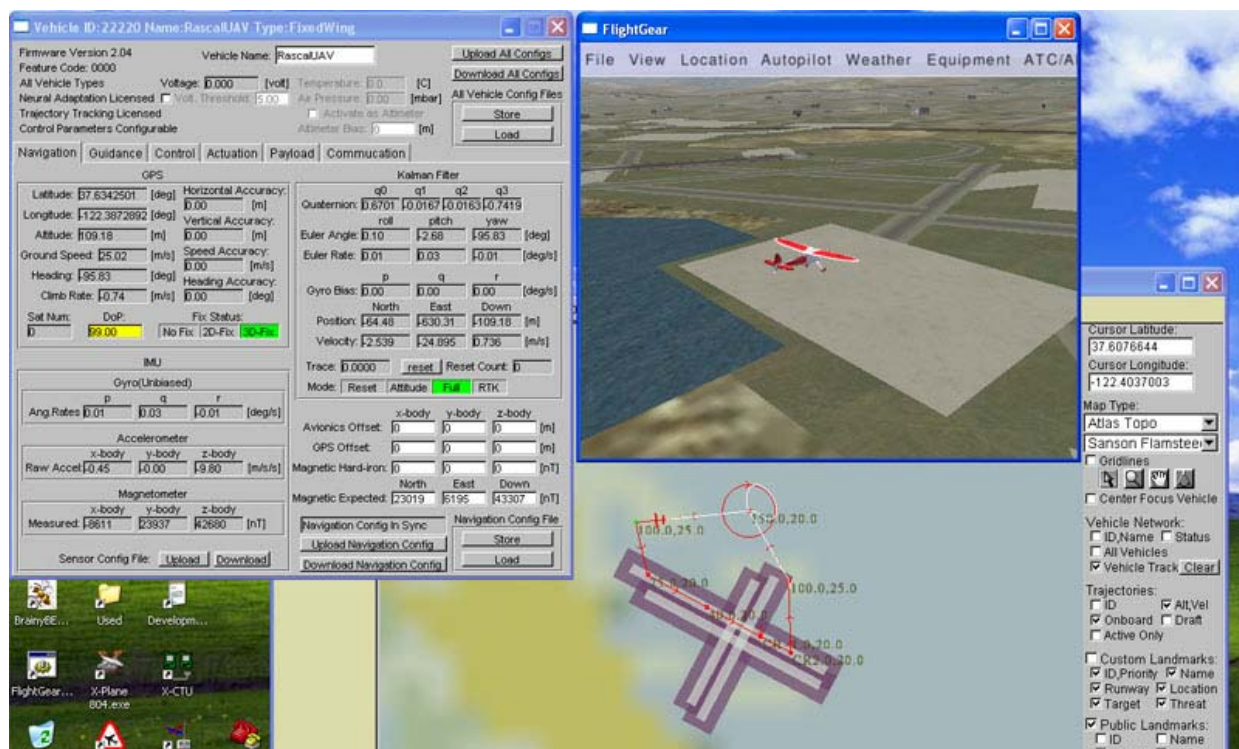 Vehicle ID:22220 Name:RascalUAV Type:FixedWing
Firmware Version 2.04
Vehicle Name: RascalUAV
Upload All Configs
Feature Code: 0000
Download All Configs
All Vehicle Types Voltage: 0.000 [volt] Temperature: 0.0 [C]
All Vehicle Config Files
Neural Adaptation Licensed Volt. Threshold: 5.00 Air Pressure: 0.00 [mbar]
Trajectory Tracking Licensed Activate as Altmeter
Store
Control Parameters Configurable Altmeter Bias: 0 [m]
Load
Navigation Guidance Control Actuation Payload Commucation
GPS
Latitude: 37.6342501 [deg] Horizontal Accuracy:
0.00 [m]
Longitude: -122.3872892 [deg] Vertical Accuracy:
Altitude: 109.18 [m] 0.00 [m]
Ground Speed: 25.02 [m/s] Speed Accuracy:
0.00 [m/s]
Heading: -95.83 [deg] Heading Accuracy:
Climb Rate: -0.74 [m/s] 0.00 [deg]
Sat Num: DoP: Fix Status:
0 99.00 No Fix 2D-Fix 3D-Fix
IMU
Gyro(Unbiased)
p q r
Ang.Rates 0.01 0.03 -0.01 [deg/s]
Accelerometer
x-body y-body z-body
Raw Accel -0.45 -0.00 -9.80 [m/s/s]
Magnetometer
x-body y-body z-body
Measured: -8611 23937 42680 [nT]
Sensor Config File: Upload Download
Kalman Filter
q0 q1 q2 q3
Quaternion: 0.6701 -0.0167 -0.0163 -0.7419
roll pitch yaw
Euler Angle: 0.10 -2.68 -95.83 [deg]
Euler Rate: 0.01 0.03 -0.01 [deg/s]
p q r
Gyro Bias: 0.00 0.00 0.00 [deg/s]
North East Down
Position: -64.48 -630.31 -109.18 [m]
Velocity: -2.539 -24.895 0.736 [m/s]
Trace: 0.0000 reset Reset Count: 0
Mode: Reset Attitude Full RTK
x-body y-body z-body
Avionics Offset: 0 0 0 [m]
GPS Offset: 0 0 0 [m]
Magnetic Hard-iron: 0 0 0 [nT]
North East Down
Magnetic Expected: 23019 6195 43307 [nT]
Navigation Config In Sync
Navigation Config File
Upload Navigation Config
Store
Download Navigation Config
Load
FlightGear
File View Location Autopilot Weather Equipment ATC/AI
Cursor Latitude:
37.6076644
Cursor Longitude:
-122.4037003
Map Type:
Atlas Topo
Sanson Flamstee
Gridlines
Center Focus Vehicle
Vehicle Network:
ID,Name Status
All Vehicles
Vehicle Track Clear
Trajectories:
ID Alt,Vel
Onboard Draft
Active Only
Custom Landmarks:
ID,Priority Name
Runway Location
Target Threat
Public Landmarks:
ID Name
100.0,25.0
100.0,25.0
BrainyEE...
Used
Developm...
FlightGear...
X-Plane
804.exe
X-CTU